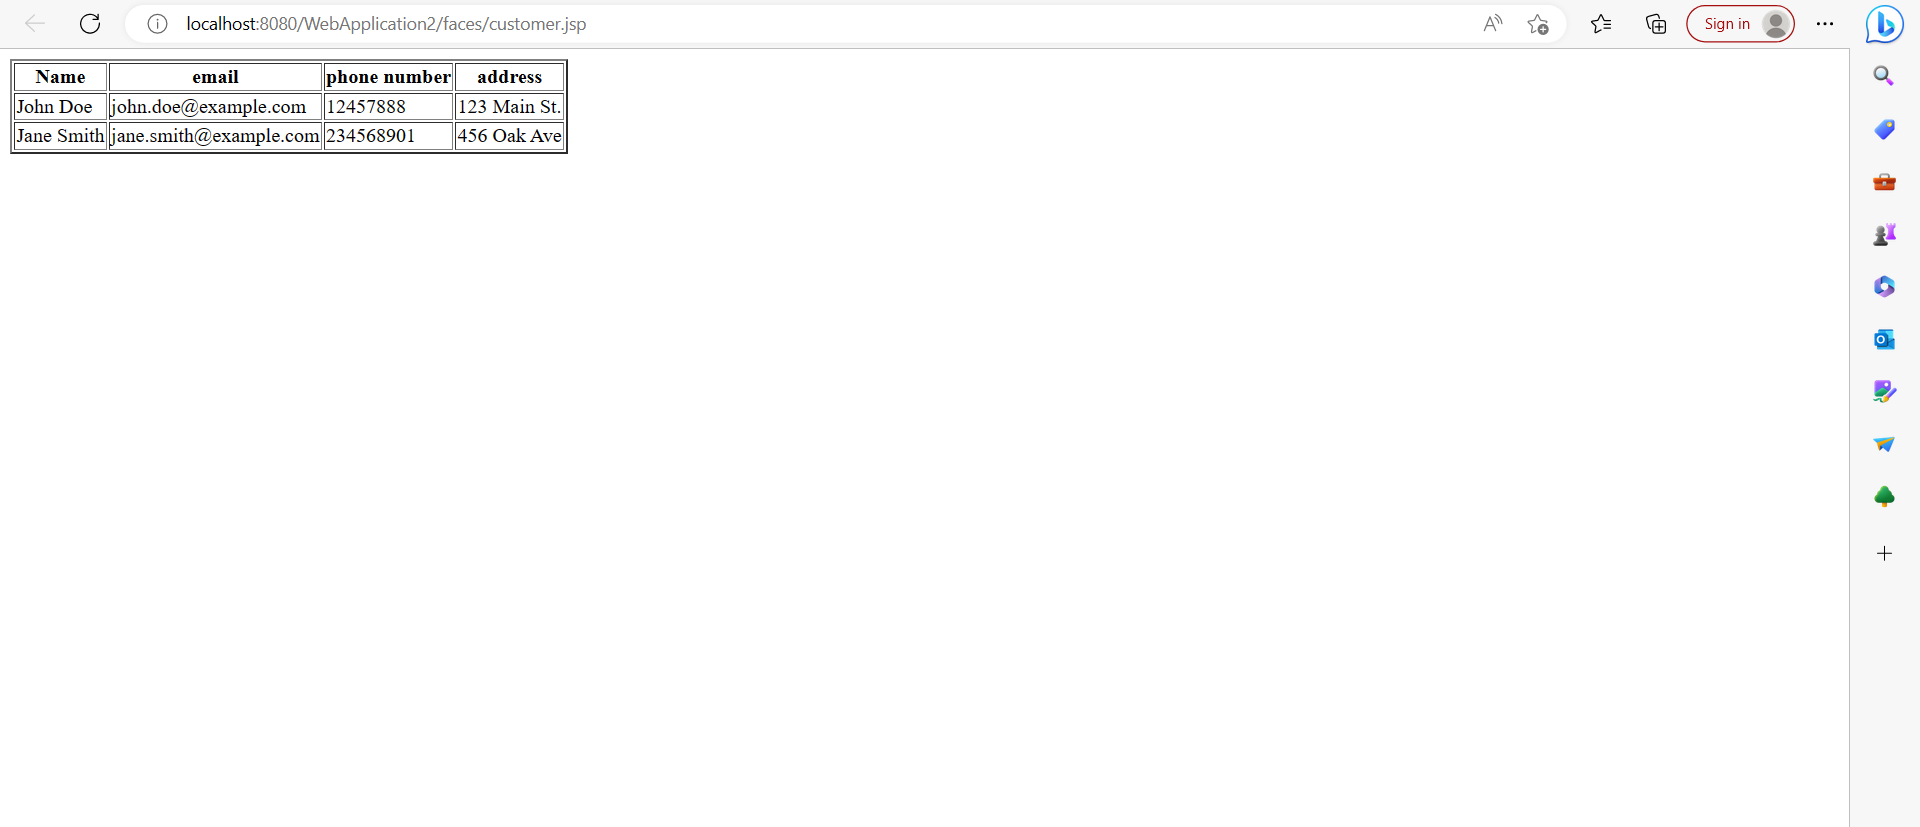 localhost:8080/WebApplication2/faces/customer.jsp
A
Sign in
Name email phone number address
John Doe john.doe@example.com 12457888 123 Main St.
Jane Smith jane.smith@example.com 234568901 456 Oak Ave